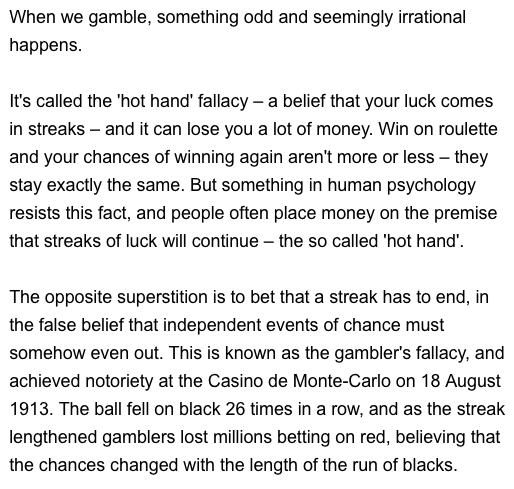 When we gamble, something odd and seemingly irrational
happens.
It's called the 'hot hand' fallacy – a belief that your luck comes
in streaks – and it can lose you a lot of money. Win on roulette
and your chances of winning again aren't more or less – they
stay exactly the same. But something in human psychology
resists this fact, and people often place money on the premise
that streaks of luck will continue – the so called 'hot hand'.
The opposite superstition is to bet that a streak has to end, in
the false belief that independent events of chance must
somehow even out. This is known as the gambler's fallacy, and
achieved notoriety at the Casino de Monte-Carlo on 18 August
1913. The ball fell on black 26 times in a row, and as the streak
lengthened gamblers lost millions betting on red, believing that
the chances changed with the length of the run of blacks.